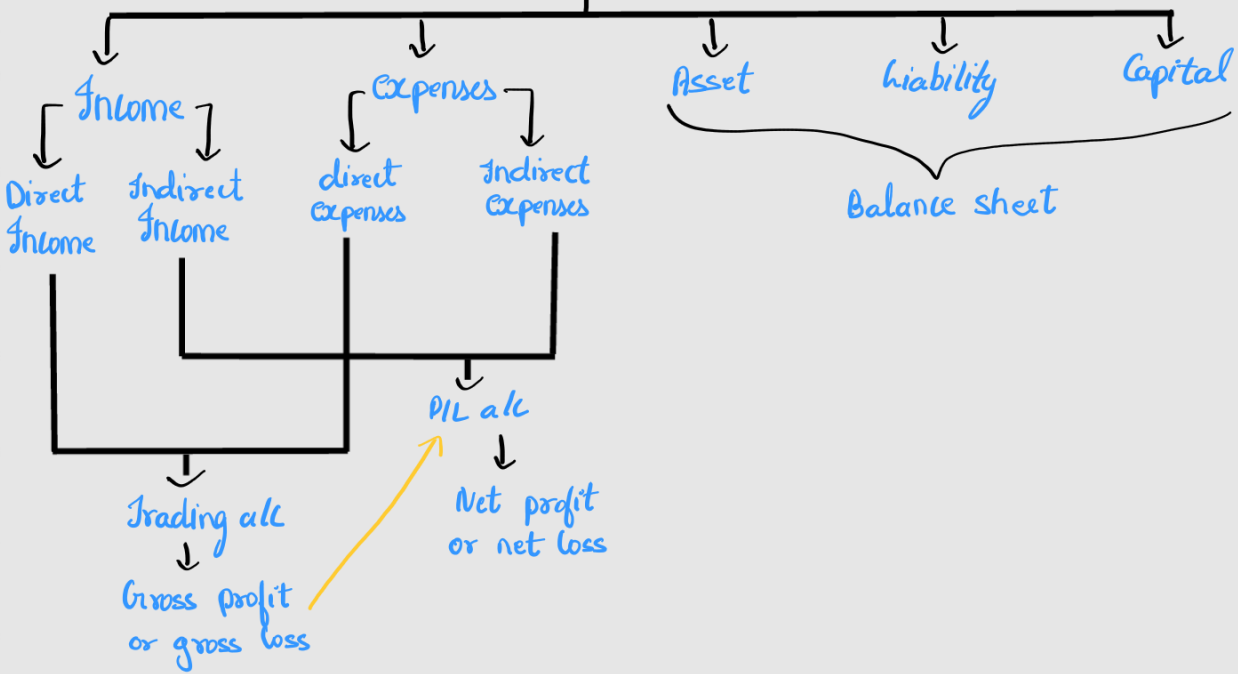 Income
Expenses
Asset
Liability
Capital
Direct
Income
Indirect
Income
direct
expenses
Indirect
expenses
Balance sheet
P/L a/c
Trading a/c
Net profit
or net loss
Gross profit
or gross loss